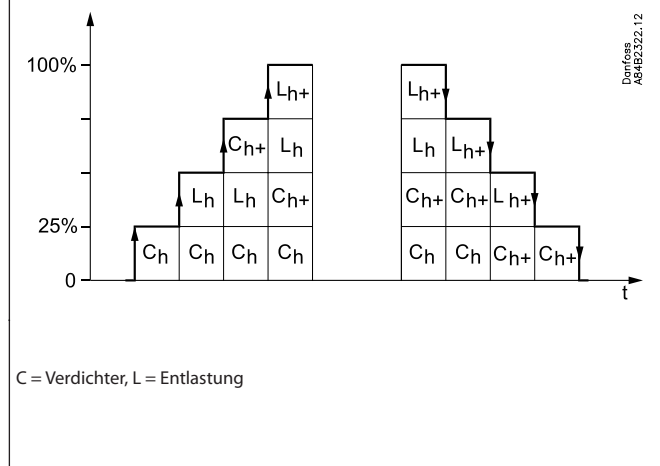 Danfoss
A84B2322.12
100%
Lh+ Lh+
Ch+ Lh Lh Lh+
Lh Lh Ch+ Ch+ Ch+ Lh+
25%
Ch Ch Ch Ch Ch Ch Ch+ Ch+
0
t
C = Verdichter, L = Entlastung